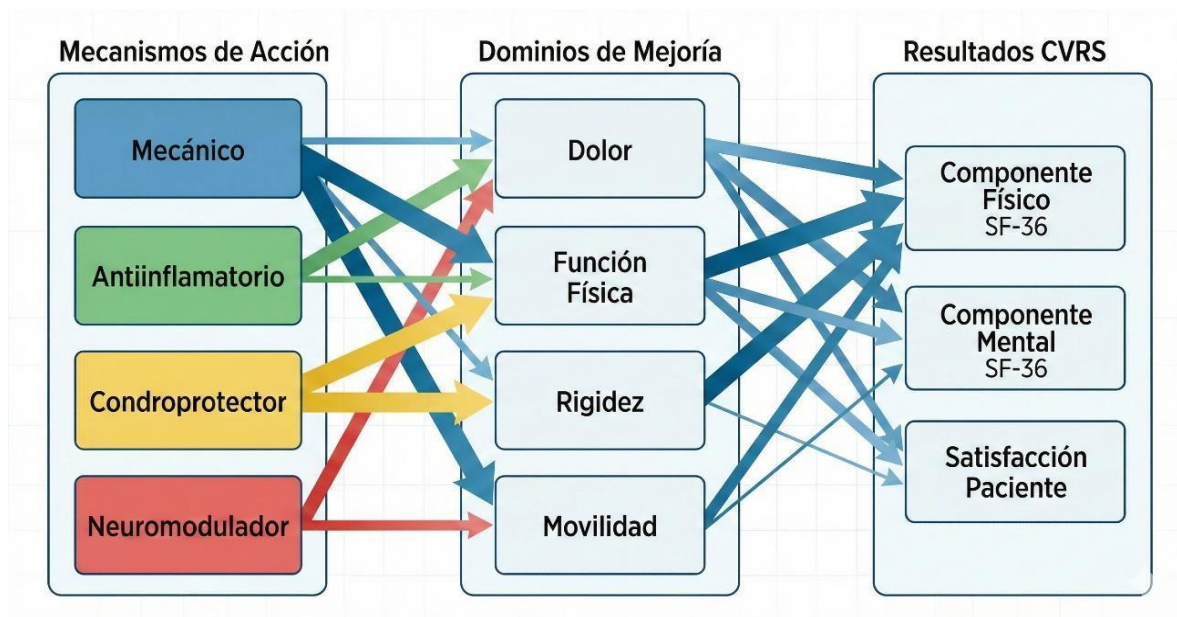 Mecanismos de Acción
Dominios de Mejoría
Resultados CVRS
Mecánico
Antiinflamatorio
Condroprotector
Neuromodulador
Dolor
Función
Física
Rigidez
Movilidad
Componente
Físico
SF-36
Componente
Mental
SF-36
Satisfacción
Paciente